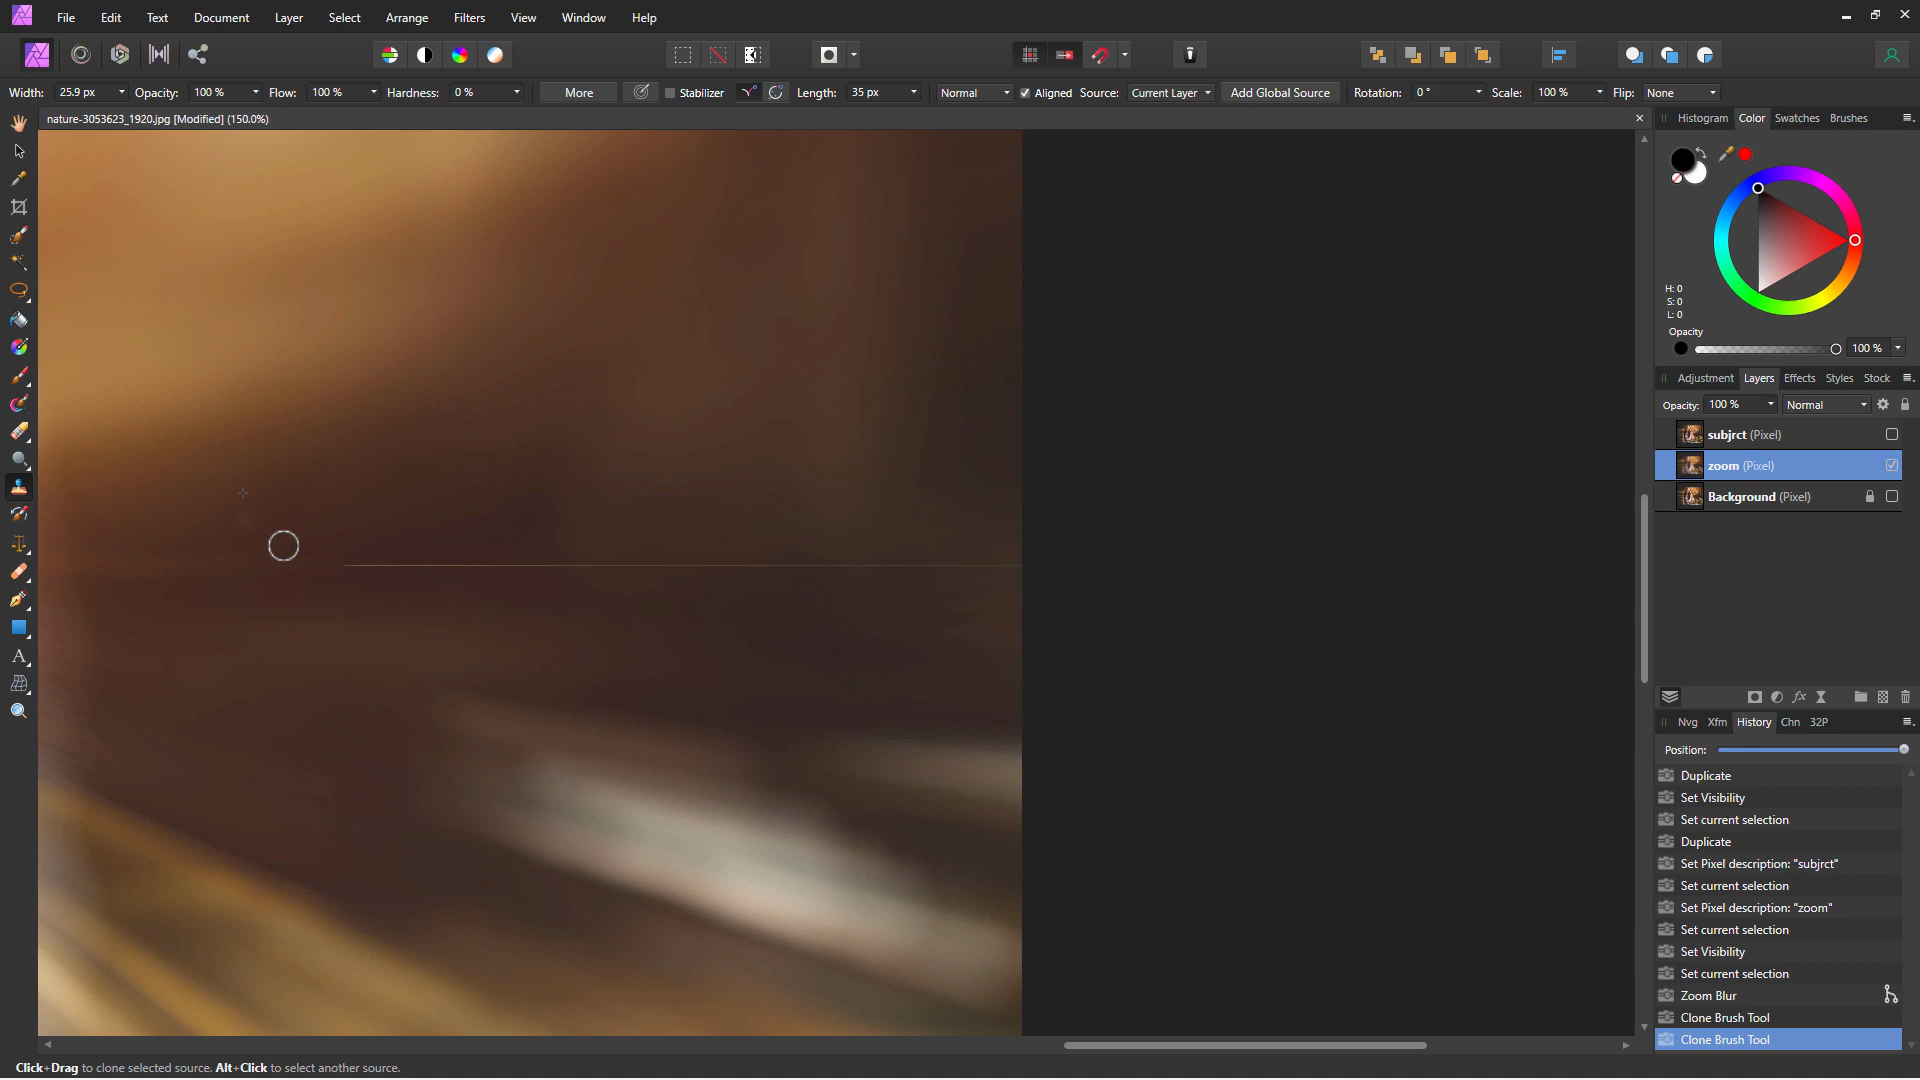 File Edit Text Document Layer Select Arrange Filters View Window Help
Width: 25.9 px Opacity: 100 % Flow: 100 % Hardness: 0 % More Stabilizer Length: 35 px Normal Aligned Source: Current Layer Add Global Source Rotation: 0 ° Scale: 100 % Flip: None
nature-3053623_1920.jpg [Modified] (150.0%)
Histogram Color Swatches Brushes
H: 0
S: 0
L: 0
Opacity
100 %
Adjustment Layers Effects Styles Stock
Opacity: 100 % Normal
subjrct (Pixel)
zoom (Pixel)
Background (Pixel)
fx
Nvg Xfm History Chn 32P
Position:
Duplicate
Set Visibility
Set current selection
Duplicate
Set Pixel description: "subjrct"
Set current selection
Set Pixel description: "zoom"
Set current selection
Set Visibility
Set current selection
Zoom Blur
Clone Brush Tool
Clone Brush Tool
A
Click+Drag to clone selected source. Alt+Click to select another source.